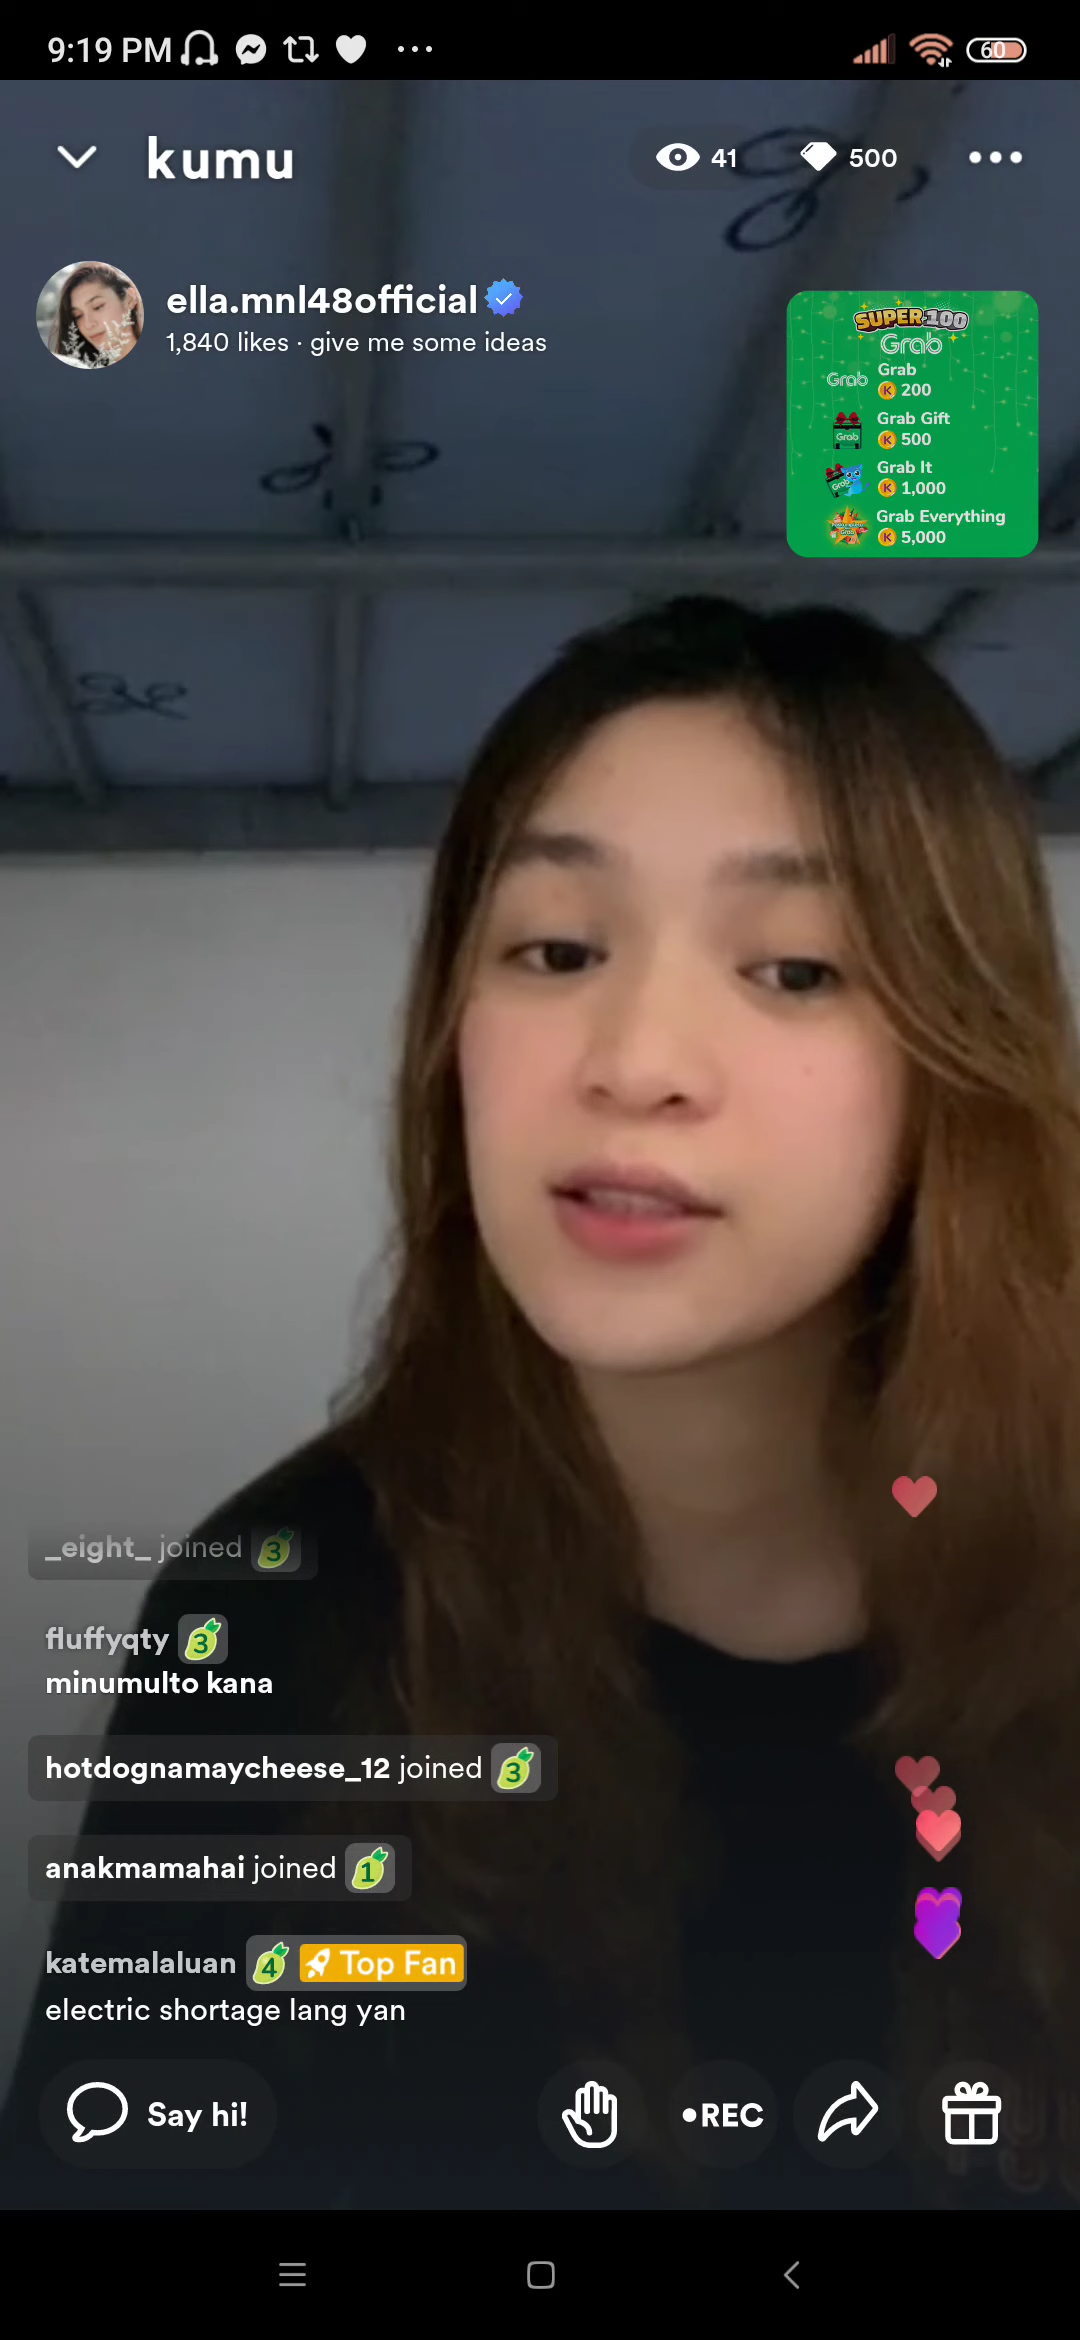 9:19 PM
60
kumu
41
500
ella.mnl48official
1,840 likes · give me some ideas
SUPER 100
Grab
Grab
Grab
200
Grab
Grab Gift
500
Grab
Grab It
1,000
Grab Everything
5,000
_eight_ joined 3
fluffyqty 3
minumulto kana
hotdognamaycheese_12 joined 3
anakmamahai joined 1
katemalaluan 4 Top Fan
electric shortage lang yan
Say hi!
•REC